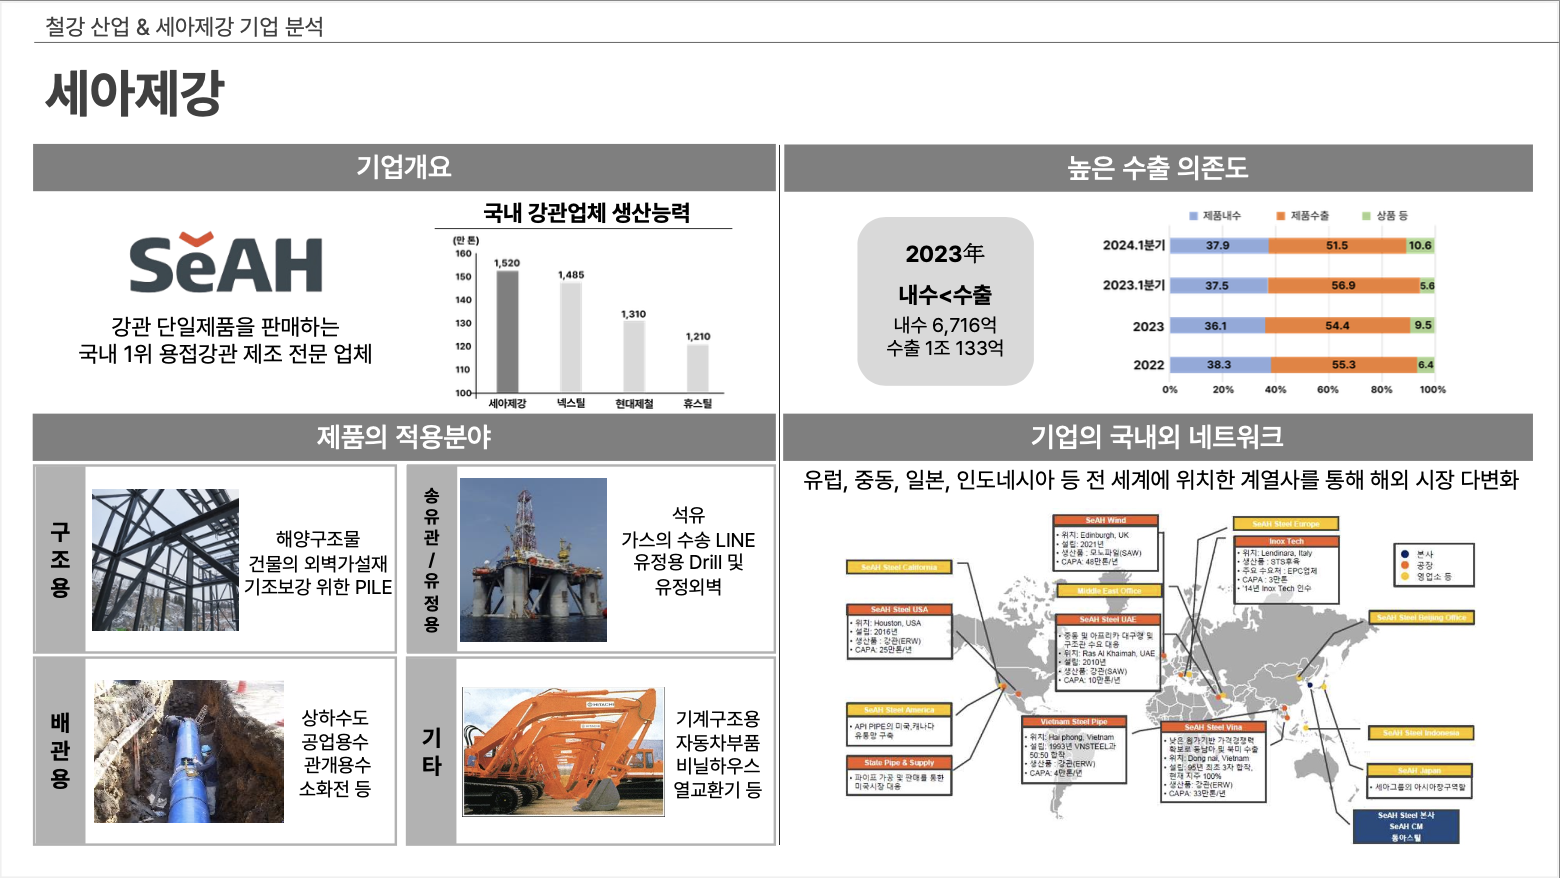 철강 산업 & 세아제강 기업 분석
세아제강
기업개요
SeAH
강관 단일제품을 판매하는
국내 1위 용접강관 제조 전문 업체
국내 강관업체 생산능력
(만 톤)
160
150
140
130
120
110
100
1,520
1,485
1,310
1,210
세아제강
넥스틸
현대제철
휴스틸
높은 수출 의존도
2023年
내수<수출
내수 6,716억
수출 1조 133억
제품내수 제품수출 상품 등
2024.1분기 37.9 51.5 10.6
2023.1분기 37.5 56.9 5.6
2023 36.1 54.4 9.5
2022 38.3 55.3 6.4
0% 20% 40% 60% 80% 100%
제품의 적용분야
구조용
해양구조물
건물의 외벽가설재
기조보강 위한 PILE
송유관/유정용
석유
가스의 수송 LINE
유정용 Drill 및
유정외벽
배관용
상하수도
공업용수
관개용수
소화전 등
기타
HITACHI
HITACHI
기계구조용
자동차부품
비닐하우스
열교환기 등
기업의 국내외 네트워크
유럽, 중동, 일본, 인도네시아 등 전 세계에 위치한 계열사를 통해 해외 시장 다변화
SeAH Wind
• 위치: Edinburgh, UK
• 설립: 2021년
• 생산품 : 모노파일(SAW)
• CAPA: 48만톤/년
SeAH Steel Europe
Inox Tech
• 위치: Lendinara, Italy
• 생산품 : STS후육
• 주요 수요처 : EPC업체
• CAPA : 3만톤
• '14년 Inox Tech 인수
본사
공장
영업소 등
SeAH Steel California
Middle East Office
SeAH Steel USA
• 위치: Houston, USA
• 설립: 2016년
• 생산품 : 강관(ERW)
• CAPA: 25만톤/년
SeAH Steel UAE
• 중동 및 아프리카 대구경 및
구조관 수요 대응
• 위치: Ras Al Khaimah, UAE
• 설립: 2010년
• 생산품: 강관(SAW)
• CAPA: 10만톤/년
SeAH Steel Beijing Office
SeAH Steel America
• API PIPE의 미국,캐나다
유통망 구축
State Pipe & Supply
• 파이프 가공 및 판매를 통한
미국시장 대응
Vietnam Steel Pipe
• 위치: Hai phong, Vietnam
• 설립: 1993년 VNSTEEL과
50:50 합작
• 생산품 : 강관(ERW)
• CAPA: 4만톤/년
SeAH Steel Vina
• 낮은 원가기반 가격경쟁력
확보로 동남아 및 북미 수출
• 위치: Dong nai, Vietnam
• 설립: 95년 최초 3자 합작,
현재 지주 100%
• 생산품: 강관(ERW)
• CAPA: 33만톤/년
SeAH Steel Indonesia
SeAH Japan
• 세아그룹의 아시아창구역할
SeAH Steel 본사
SeAH CM
동아스틸